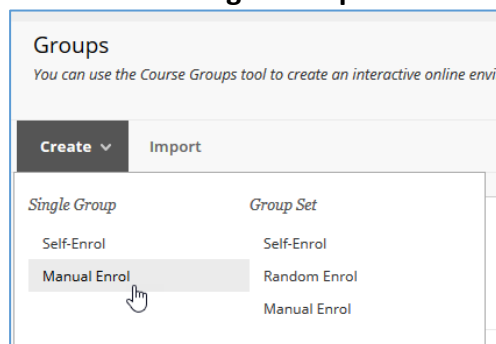 Groups
You can use the Course Groups tool to create an interactive online
Create Import
Single Group Group Set
Self-Enrol Self-Enrol
Manual Enrol Random Enrol
Manual Enrol